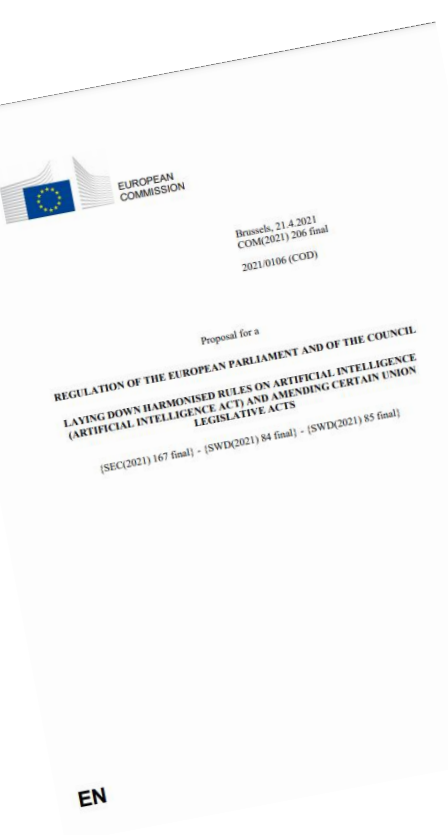 EUROPEAN
COMMISSION
Brussels, 21.4.2021
COM(2021) 206 final
2021/0106 (COD)
Proposal for a
REGULATION OF THE EUROPEAN PARLIAMENT AND OF THE COUNCIL
LAYING DOWN HARMONISED RULES ON ARTIFICIAL INTELLIGENCE
(ARTIFICIAL INTELLIGENCE ACT) AND AMENDING CERTAIN UNION
LEGISLATIVE ACTS
{SEC(2021) 167 final} - {SWD(2021) 84 final} - {SWD(2021) 85 final}
EN